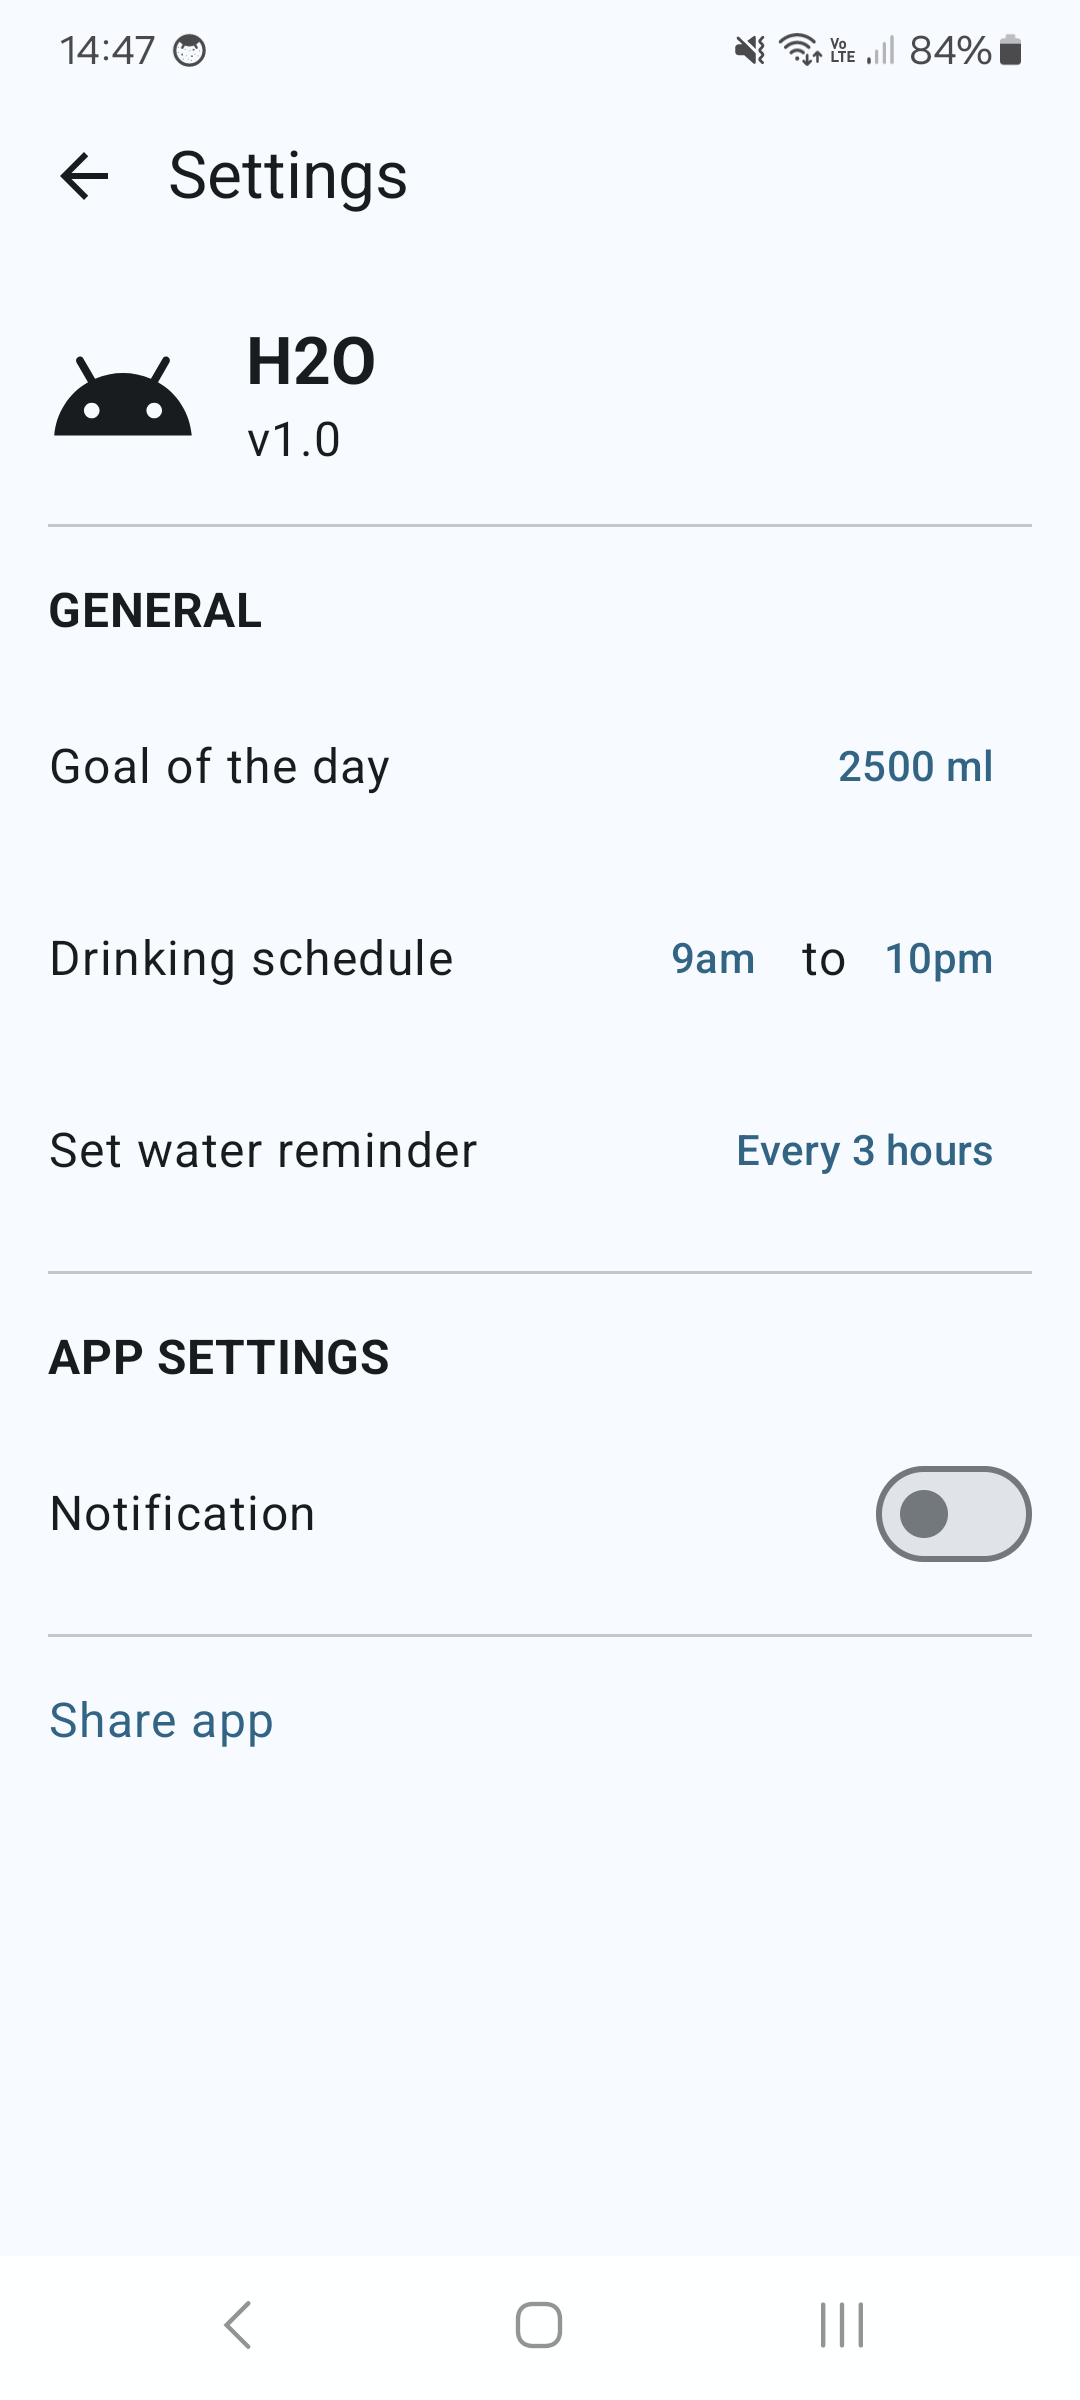 14:47 Vo LTE 84%
Settings
H2O
v1.0
GENERAL
Goal of the day 2500 ml
Drinking schedule 9am to 10pm
Set water reminder Every 3 hours
APP SETTINGS
Notification
Share app